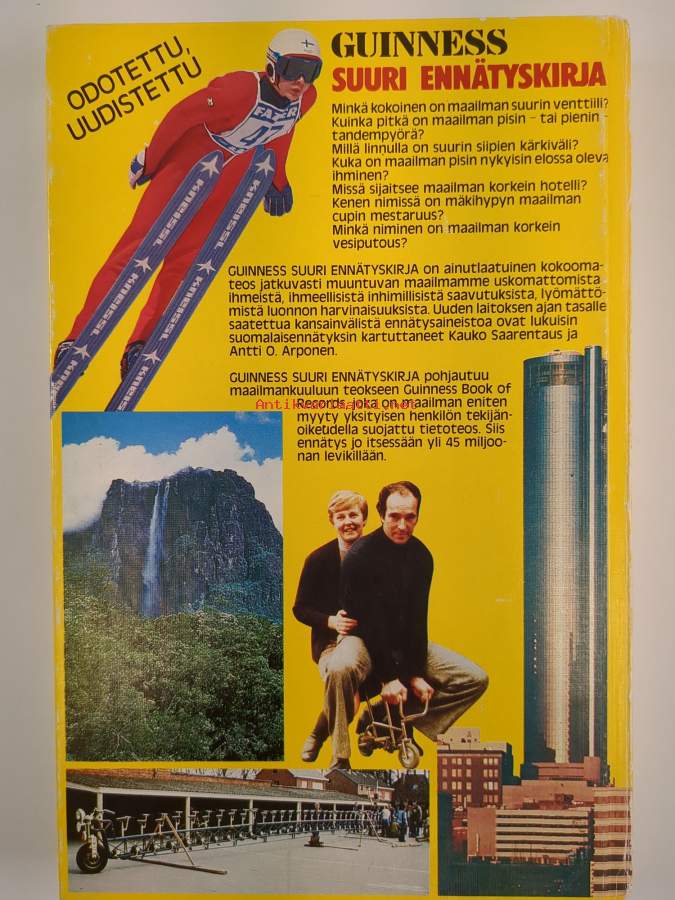 ODOTETTU,
UUDISTETTU
GUINNESS
SUURI ENNÄTYSKIRJA
Minkä kokoinen on maailman suurin venttiili?
Kuinka pitkä on maailman pisin – tai pienin –
tandempyörä?
Millä linnulla on suurin siipien kärkiväli?
Kuka on maailman pisin nykyisin elossa oleva
ihminen?
Missä sijaitsee maailman korkein hotelli?
Kenen nimissä on mäkihypyn maailman
cupin mestaruus?
Minkä niminen on maailman korkein
vesiputous?
FAZER
47
GUINNESS SUURI ENNÄTYSKIRJA on ainutlaatuinen kokooma-
teos jatkuvasti muuntuvan maailmamme uskomattomista
ihmeistä, ihmeellisistä inhimillisistä saavutuksista, lyömättö-
mistä luonnon harvinaisuuksista. Uuden laitoksen ajan tasalle
saatettua kansainvälistä ennätysaineistoa ovat lukuisin
suomalaisennätyksin kartuttaneet Kauko Saarentaus ja
Antti O. Arponen.
GUINNESS SUURI ENNÄTYSKIRJA pohjautuu
maailmankuuluun teokseen Guinness Book of
Records, joka on maailman eniten
myyty yksityisen henkilön tekijän-
oikeudella suojattu tietoteos. Siis
ennätys jo itsessään yli 45 miljoo-
nan levikillään.